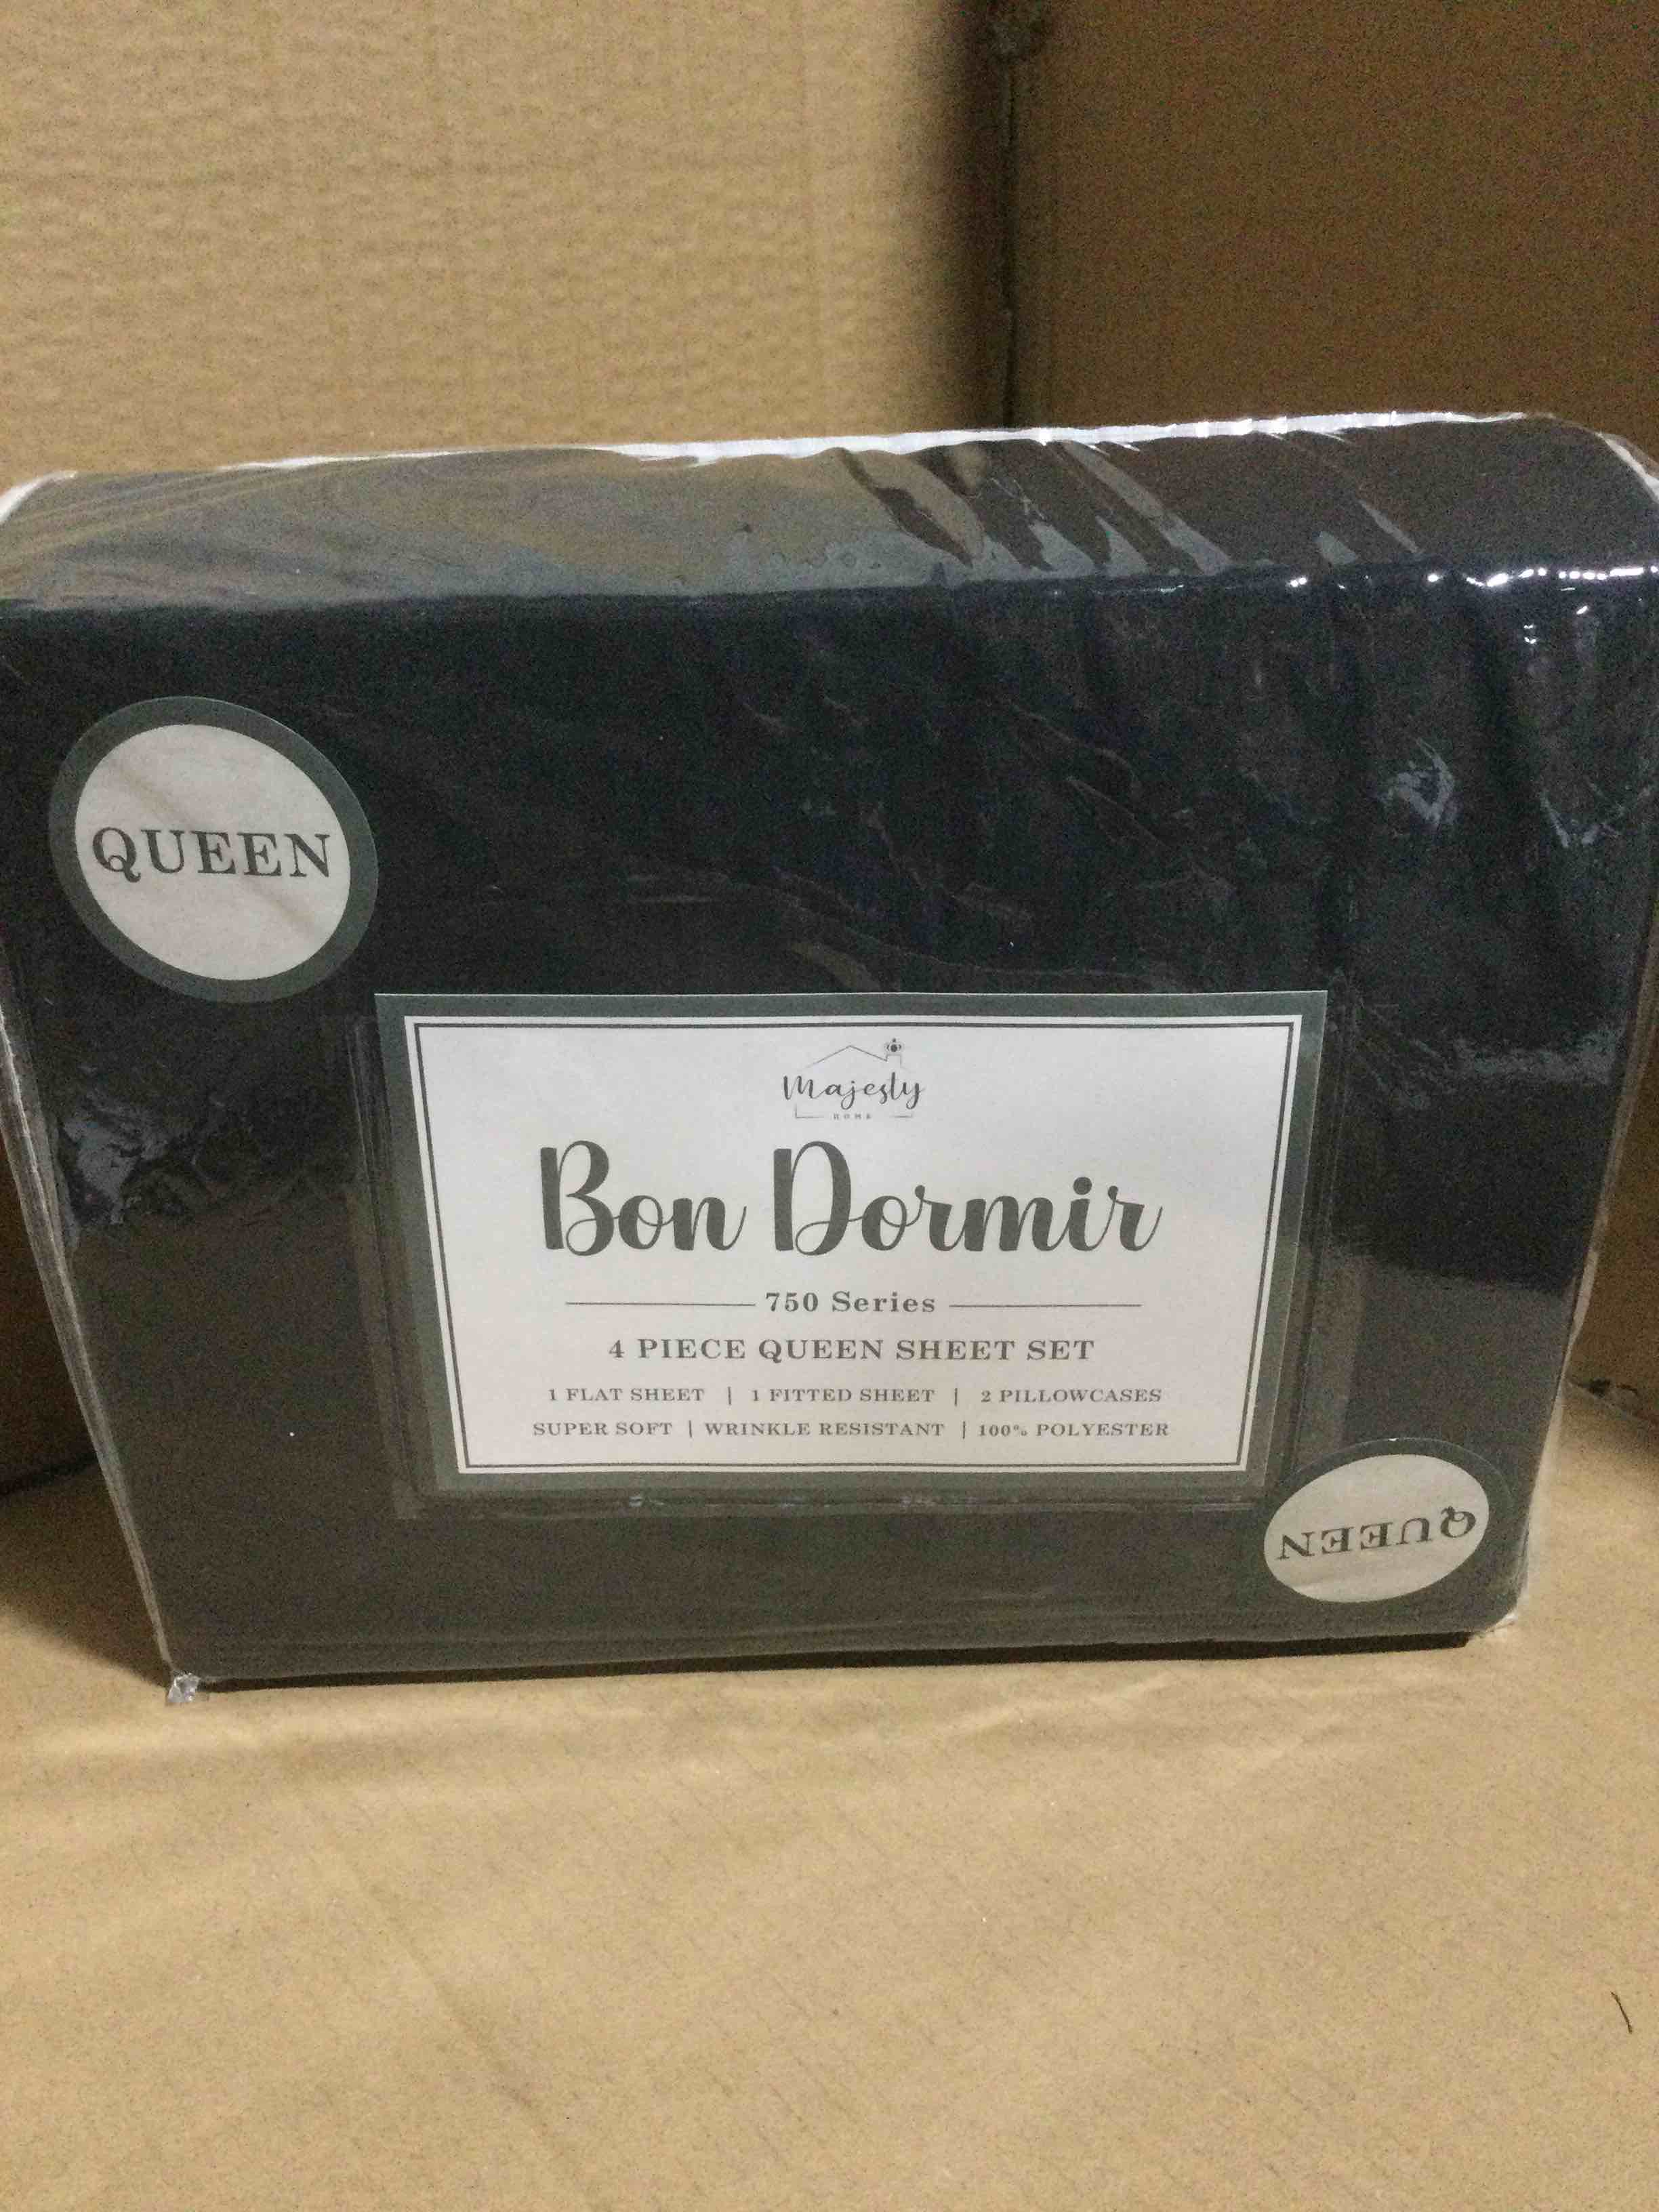 QUEEN
Majesty
HOME
Bon Dormir
750 Series
4 PIECE QUEEN SHEET SET
1 FLAT SHEET | 1 FITTED SHEET | 2 PILLOWCASES
SUPER SOFT | WRINKLE RESISTANT | 100% POLYESTER
QUEEN